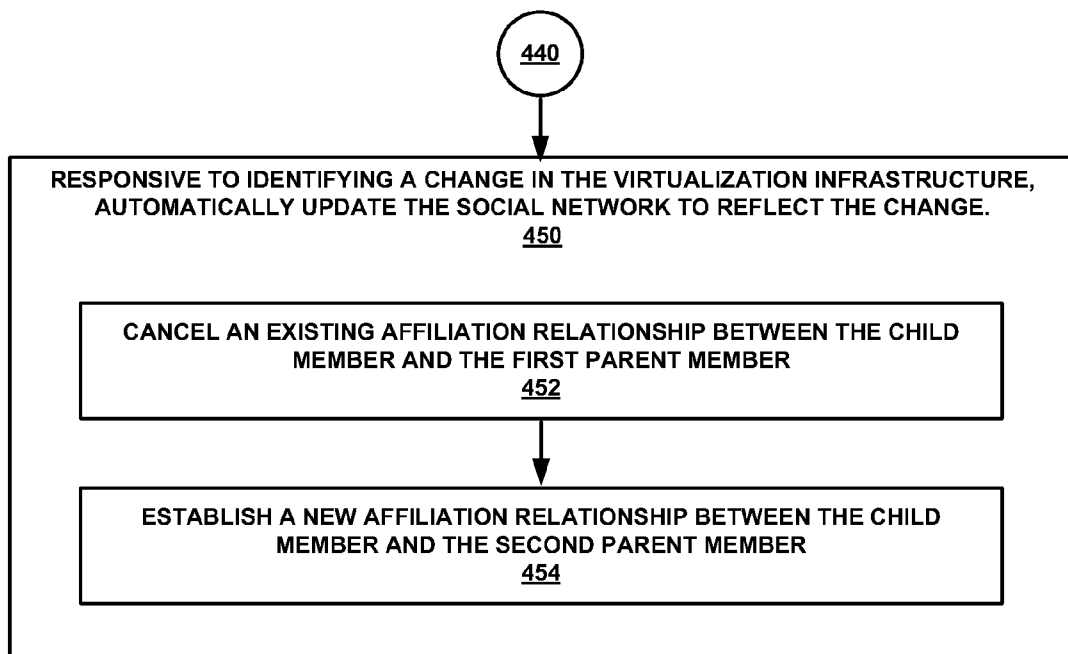 440
RESPONSIVE TO IDENTIFYING A CHANGE IN THE VIRTUALIZATION INFRASTRUCTURE,
AUTOMATICALLY UPDATE THE SOCIAL NETWORK TO REFLECT THE CHANGE.
450
CANCEL AN EXISTING AFFILIATION RELATIONSHIP BETWEEN THE CHILD
MEMBER AND THE FIRST PARENT MEMBER
452
ESTABLISH A NEW AFFILIATION RELATIONSHIP BETWEEN THE CHILD
MEMBER AND THE SECOND PARENT MEMBER
454